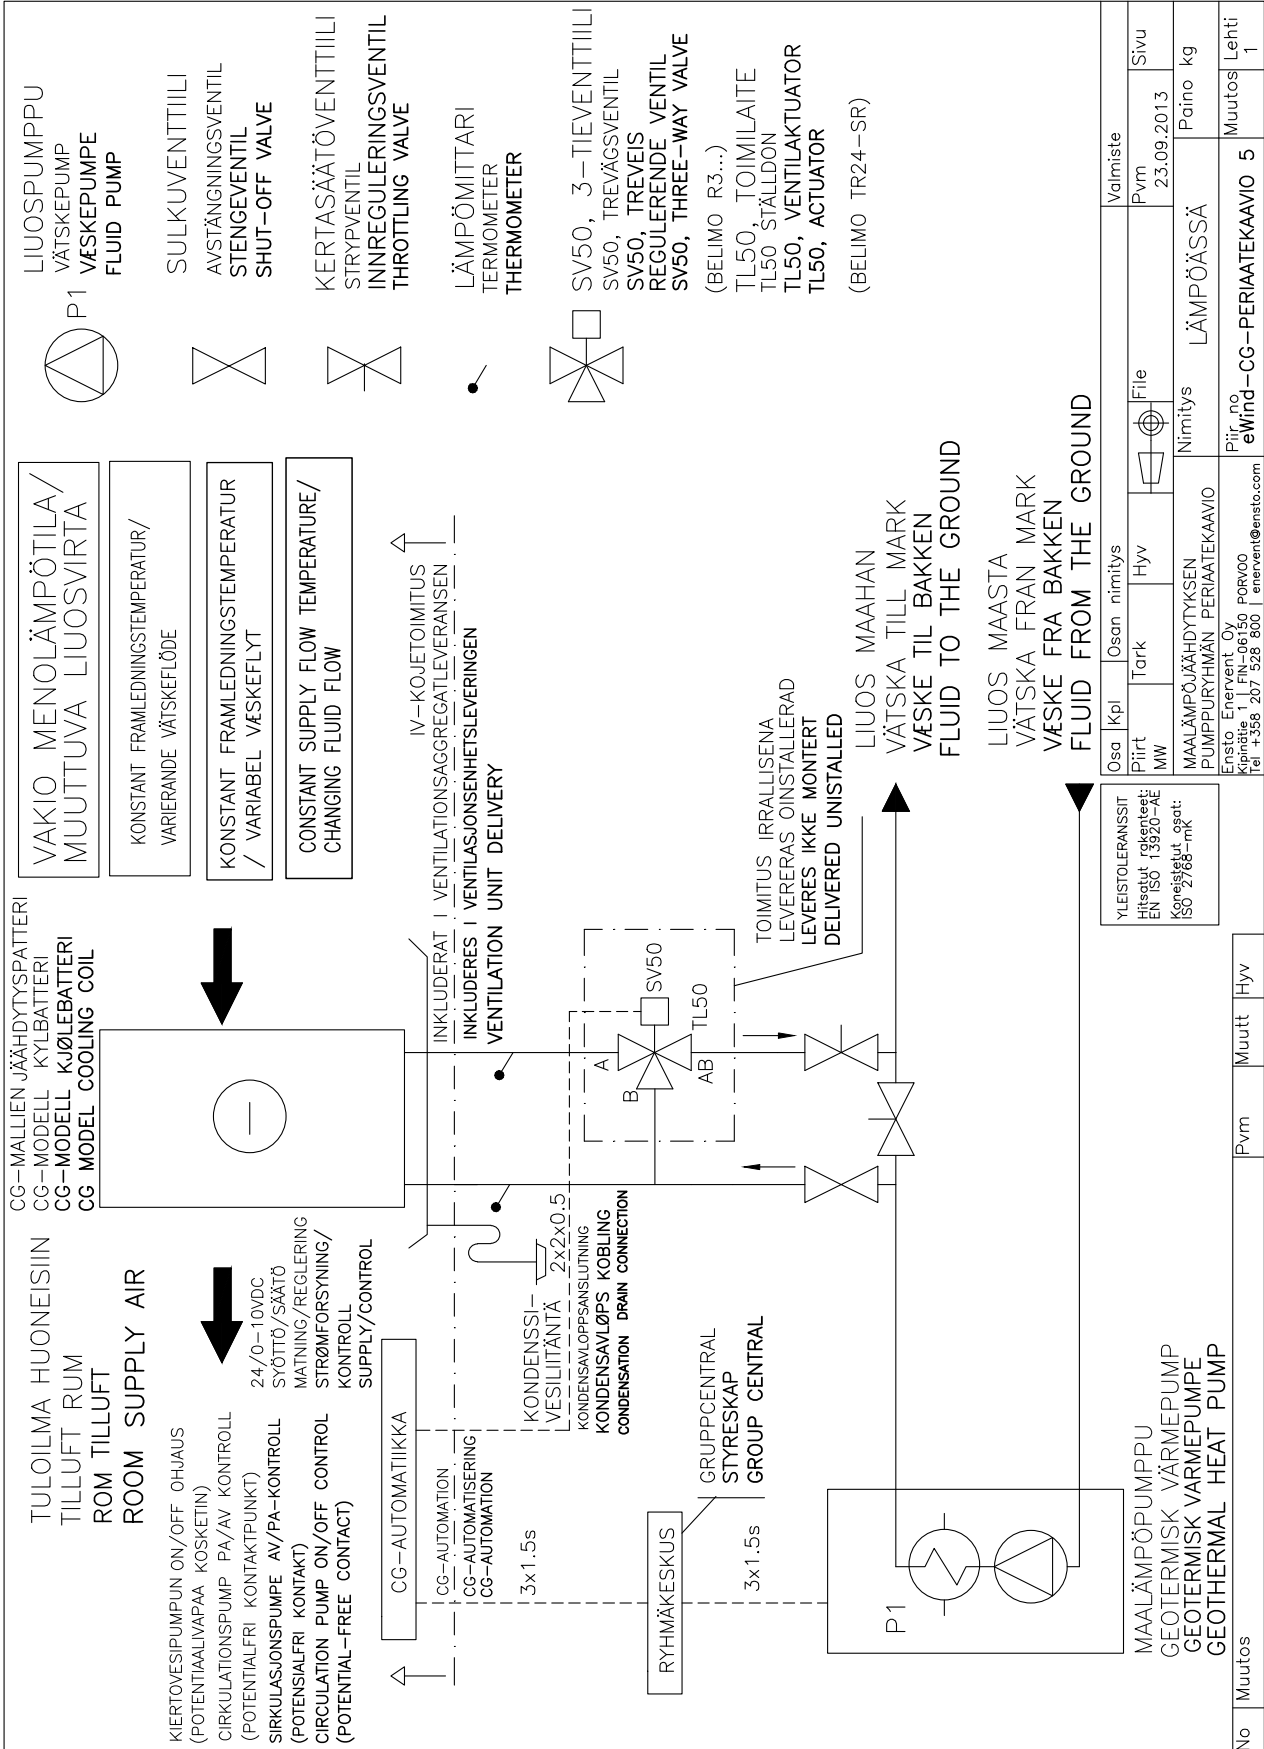 TULOILMA HUONEISIIN
TILLUFT RUM
ROM TILLUFT
ROOM SUPPLY AIR
CG-MALLIEN JÄÄHDYTYSPATTERI
CG-MODELL KYLBATTERI
CG-MODELL KJØLEBATTERI
CG MODEL COOLING COIL
VAKIO MENOLÄMPÖTILA/
MUUTTUVA LIUOSVIRTA
KONSTANT FRAMLEDNINGSTEMPERATUR/
VARIERANDE VÄTSKEFLÖDE
KONSTANT FRAMLEDNINGSTEMPERATUR
/ VARIABEL VÆSKEFLYT
CONSTANT SUPPLY FLOW TEMPERATURE/
CHANGING FLUID FLOW
P1
LIUOSPUMPPU
VÄTSKEPUMP
VÆSKEPUMPE
FLUID PUMP
SULKUVENTTIILI
AVSTÄNGNINGSVENTIL
STENGEVENTIL
SHUT-OFF VALVE
KERTASÄÄTÖVENTTIILI
STRYPVENTIL
INNREGULERINGSVENTIL
THROTTLING VALVE
LÄMPÖMITTARI
TERMOMETER
THERMOMETER
SV50, 3-TIEVENTTIILI
SV50, TREVÄGSVENTIL
SV50, TREVEIS
REGULERENDE VENTIL
SV50, THREE-WAY VALVE
(BELIMO R3...)
TL50, TOIMILAITE
TL50 STÄLLDON
TL50, VENTILAKTUATOR
TL50, ACTUATOR
(BELIMO TR24-SR)
KIERTOVESIPUMPUN ON/OFF OHJAUS
(POTENTIAALIVAPAA KOSKETIN)
CIRKULATIONSPUMP PA/AV KONTROLL
(POTENTIALFRI KONTAKTPUNKT)
SIRKULASJONSPUMPE AV/PA-KONTROLL
(POTENSIALFRI KONTAKT)
CIRCULATION PUMP ON/OFF CONTROL
(POTENTIAL-FREE CONTACT)
24/0-10VDC
SYÖTTÖ/SÄÄTÖ
MATNING/REGLERING
STRØMFORSYNING/
KONTROLL
SUPPLY/CONTROL
CG-AUTOMATIIKKA
CG-AUTOMATION
CG-AUTOMATISERING
CG-AUTOMATION
3x1.5s
IV-KOJETOIMITUS
INKLUDERAT I VENTILATIONSAGGREGATLEVERANSEN
INKLUDERES I VENTILASJONSENHETSLEVERINGEN
VENTILATION UNIT DELIVERY
KONDENSSI-
VESILIITÄNTÄ
2x2x0.5
KONDENSAVLOPPSANSLUTNING
KONDENSAVLØPS KOBLING
CONDENSATION DRAIN CONNECTION
A
B
AB
SV50
TL50
TOIMITUS IRRALLISENA
LEVERERAS OINSTALLERAD
LEVERES IKKE MONTERT
DELIVERED UNISTALLED
RYHMÄKESKUS
GRUPPCENTRAL
STYRESKAP
GROUP CENTRAL
3x1.5s
P1
LIUOS MAAHAN
VÄTSKA TILL MARK
VÆSKE TIL BAKKEN
FLUID TO THE GROUND
LIUOS MAASTA
VÄTSKA FRAN MARK
VÆSKE FRA BAKKEN
FLUID FROM THE GROUND
MAALÄMPÖPUMPPU
GEOTERMISK VÄRMEPUMP
GEOTERMISK VARMEPUMPE
GEOTHERMAL HEAT PUMP
YLEISTOLERANSSIT
Hitsatut rakenteet:
EN ISO 13920-AE
Koneistetut osat:
ISO 2768-mK
Osa Kpl Osan nimitys Valmiste
Piirt Tark Hyv File Pvm Sivu
MW 23.09.2013
MAALÄMPÖJÄÄHDYTYKSEN
PUMPPURYHMÄN PERIAATEKAAVIO
Nimitys
LÄMPÖÄSSÄ
Paino kg
Ensto Enervent Oy
Kipinätie 1 | FIN-06150 PORVOO
Tel +358 207 528 800 | enervent@ensto.com
Piir no
eWind-CG-PERIAATEKAAVIO 5
Muutos Lehti
1
No Muutos Pvm Muutt Hyv